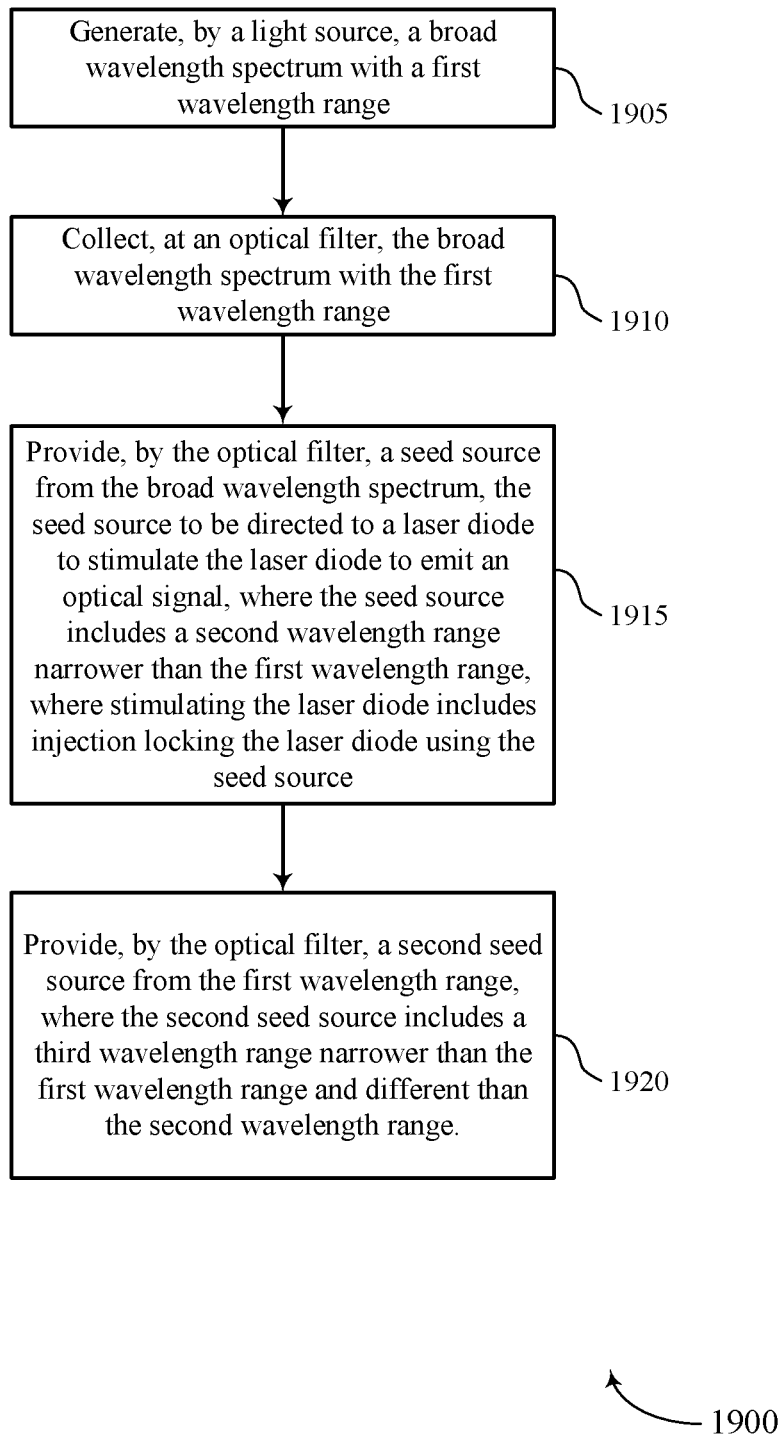 Generate, by a light source, a broad
wavelength spectrum with a first
wavelength range
1905
Collect, at an optical filter, the broad
wavelength spectrum with the first
wavelength range
1910
Provide, by the optical filter, a seed source
from the broad wavelength spectrum, the
seed source to be directed to a laser diode
to stimulate the laser diode to emit an
optical signal, where the seed source
includes a second wavelength range
narrower than the first wavelength range,
where stimulating the laser diode includes
injection locking the laser diode using the
seed source
1915
Provide, by the optical filter, a second seed
source from the first wavelength range,
where the second seed source includes a
third wavelength range narrower than the
first wavelength range and different than
the second wavelength range.
1920
1900